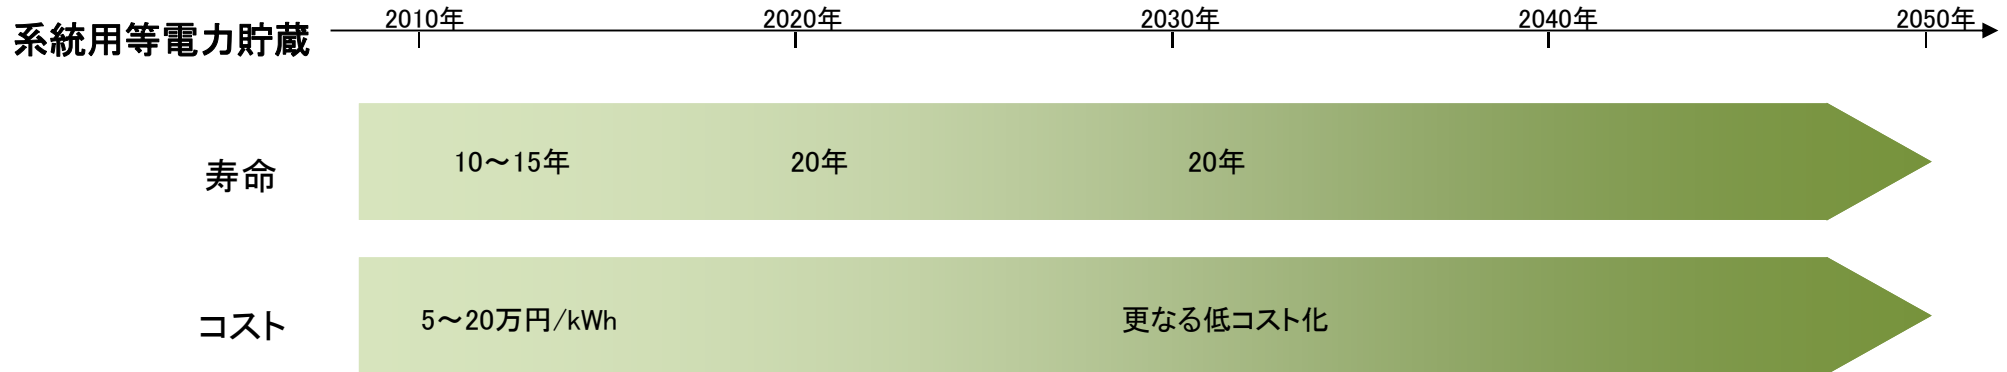 系統用等電力貯蔵
2010年 2020年 2030年 2040年 2050年
寿命
10～15年 20年 20年
コスト
5～20万円/kWh 更なる低コスト化